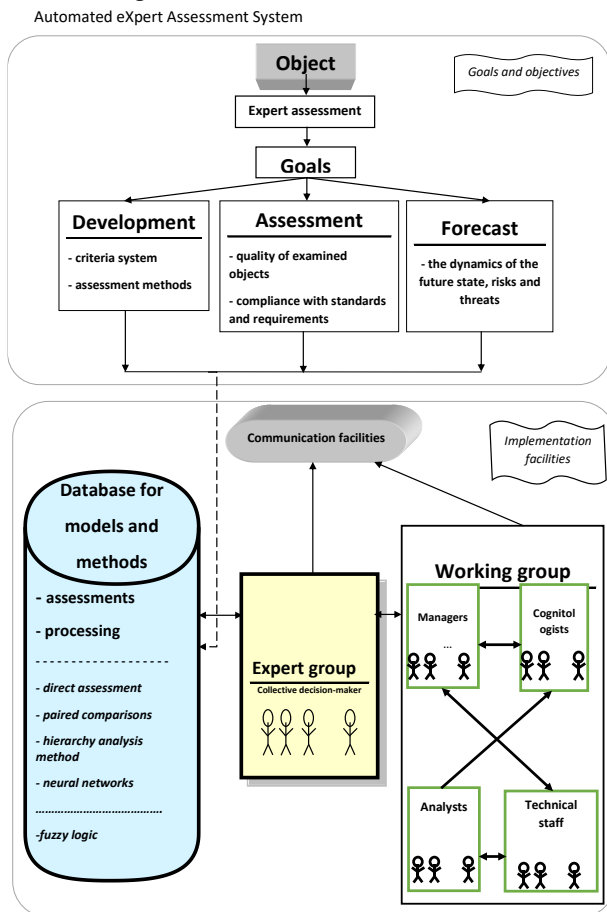 Automated eXpert Assessment System
Object
Goals and objectives
Expert assessment
Goals
Development
- criteria system
- assessment methods
Assessment
- quality of examined
objects
- compliance with standards
and requirements
Forecast
- the dynamics of the
future state, risks and
threats
Communication facilities
Implementation
facilities
Database for
models and
methods
- assessments
- processing
- - - - - - - - - - - - - - - - - -
- direct assessment
- paired comparisons
- hierarchy analysis
method
- neural networks
………………………………….
-fuzzy logic
Expert group
Collective decision-maker
Working group
Managers
...
Cognitol
ogists
Analysts
Technical
staff